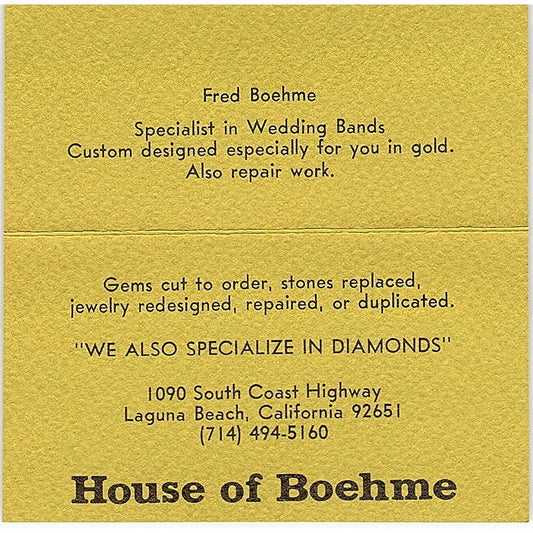 Fred Boehme
Specialist in Wedding Bands
Custom designed especially for you in gold.
Also repair work.
Gems cut to order, stones replaced,
jewelry redesigned, repaired, or duplicated.
"WE ALSO SPECIALIZE IN DIAMONDS"
1090 South Coast Highway
Laguna Beach, California 92651
(714) 494-5160
House of Boehme